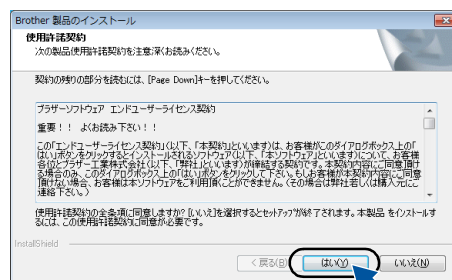 Brother 製品のインストール
使用許諾契約
次の製品使用許諾契約を注意深くお読みください。
契約の残りの部分を読むには、[Page Down]キーを押してください。
ブラザーソフトウェア エンドユーザーライセンス契約
重要！！ よくお読み下さい！！
この「エンドユーザーライセンス契約」(以下、「本契約」といいます)は、お客様がこのダイアログボックス上の「
はい」ボタンをクリックするとインストールされるソフトウェア(以下、「本ソフトウェア」といいます)について、お客様
各位とブラザー工業株式会社(以下、「弊社」といいます)が締結する契約です。本契約内容にご同意頂け
る場合のみ、このダイアログボックス上の「はい」ボタンをクリックして下さい。もしお客様が本契約内容にご同意
頂けない場合、お客様は本ソフトウェアをご利用頂くことができません。(その場合は弊社若しくは購入元にご
連絡下さい。)
使用許諾契約の全条項に同意しますか? [いいえ]を選択するとセットアップが終了されます。本製品 をインストールす
るには、この使用許諾契約に同意が必要です。
InstallShield
< 戻る(B)
はい(Y)
いいえ(N)